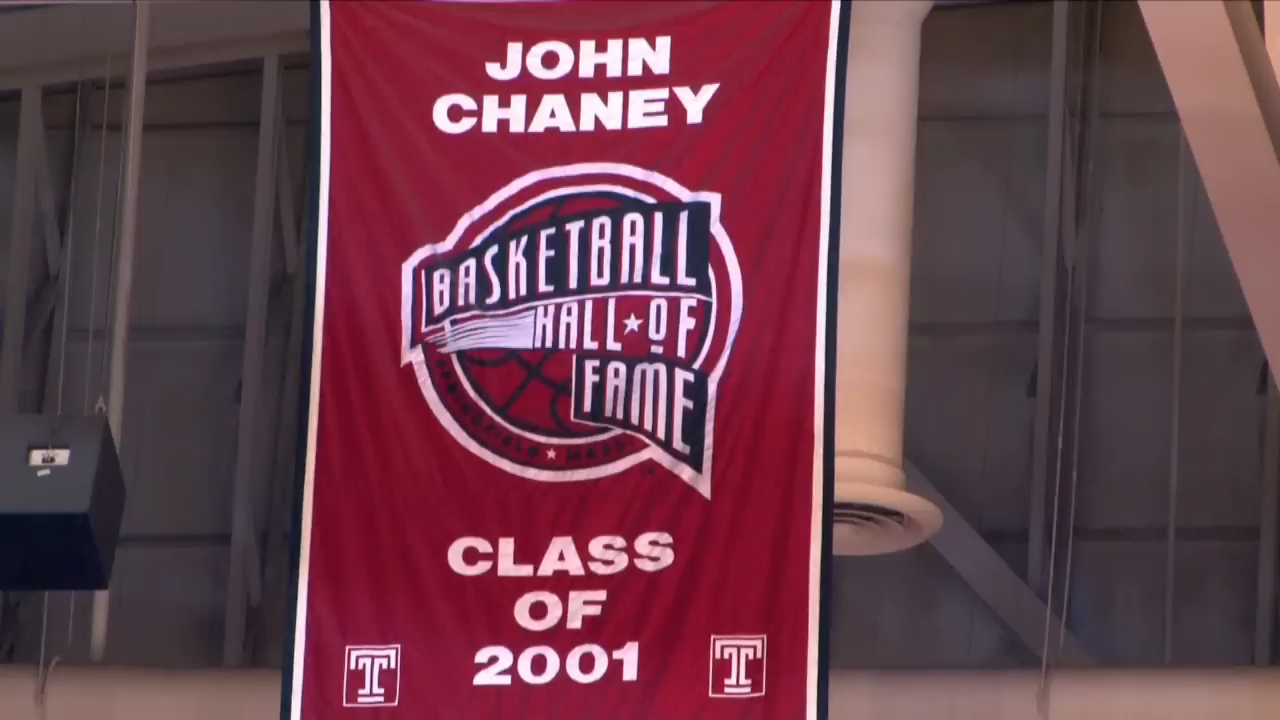 JOHN
CHANEY
BASKETBALL
HALL★OF
FAME
CLASS
OF
2001
T T